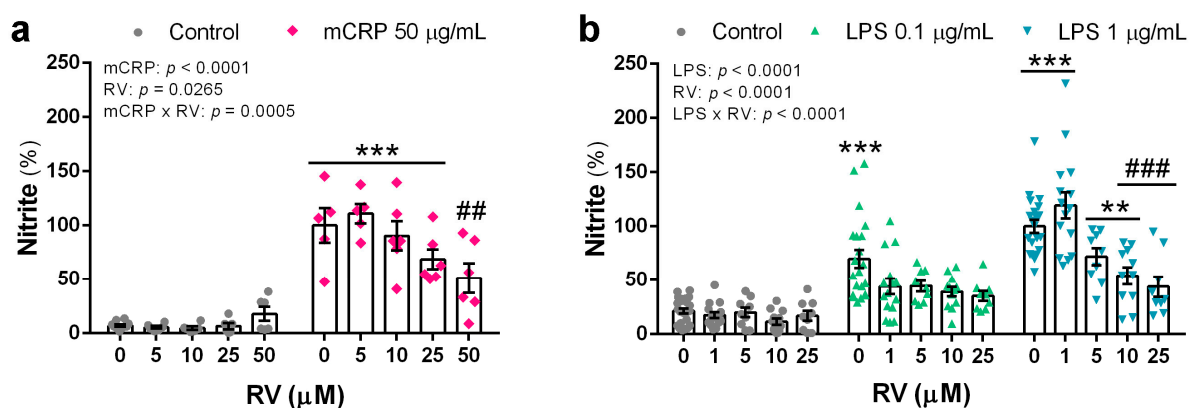 a
Control mCRP 50 μg/mL
mCRP: p < 0.0001
RV: p = 0.0265
mCRP x RV: p = 0.0005
Nitrite (%)
250
200
150
100
50
0
***
##
0 5 10 25 50 0 5 10 25 50
RV (μM)
b
Control LPS 0.1 μg/mL LPS 1 μg/mL
LPS: p < 0.0001
RV: p < 0.0001
LPS x RV: p < 0.0001
Nitrite (%)
250
200
150
100
50
0
***
***
**
###
0 1 5 10 25 0 1 5 10 25 0 1 5 10 25
RV (μM)